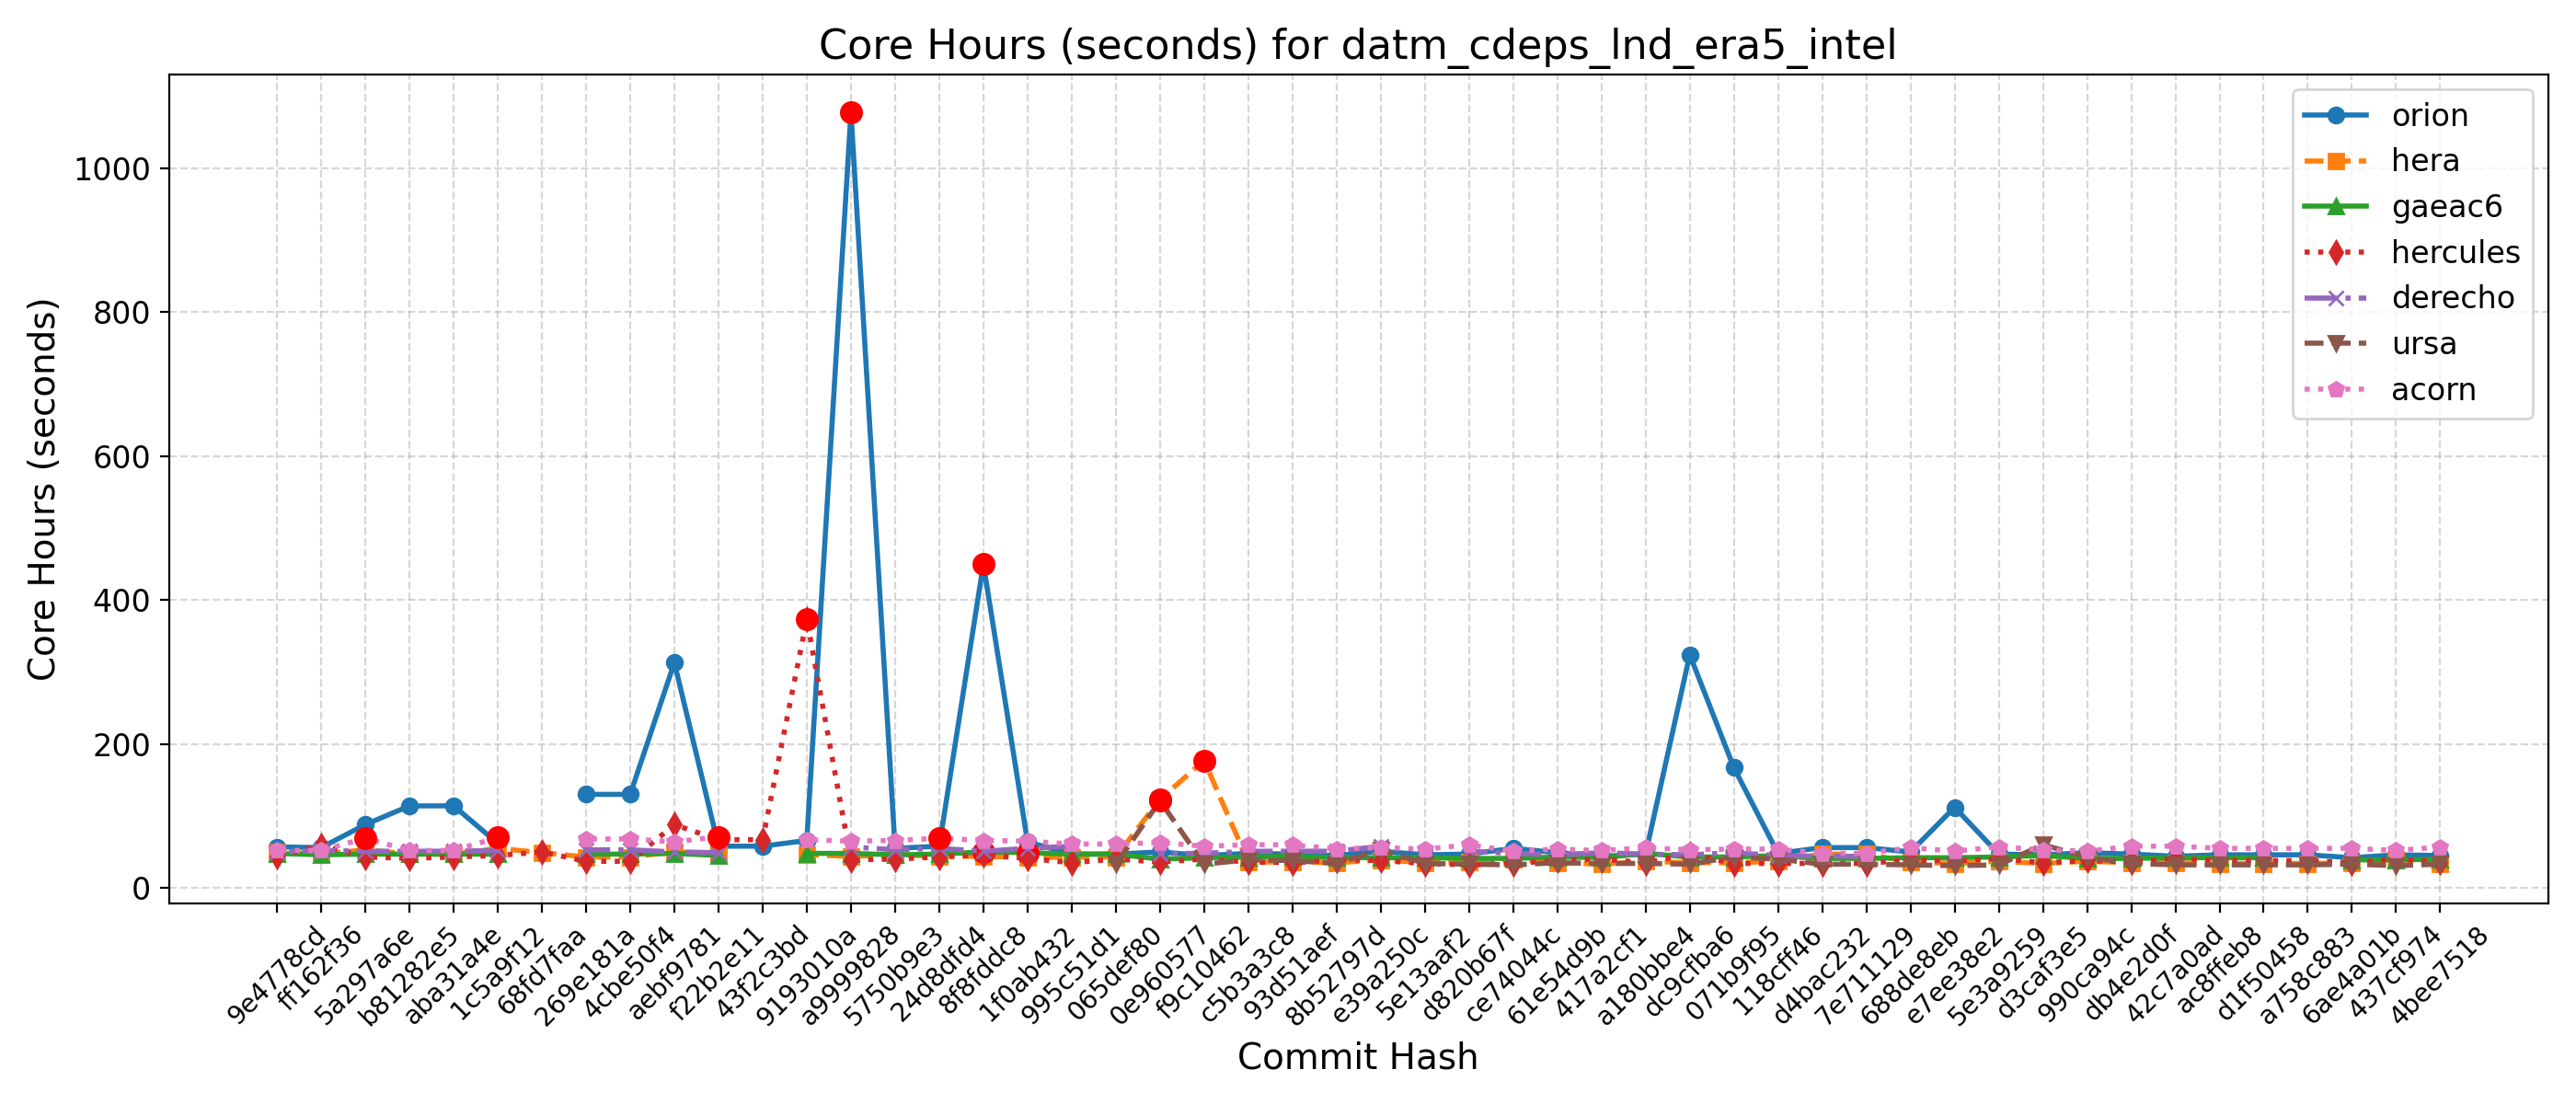 Core Hours (seconds) for datm_cdeps_lnd_era5_intel
Core Hours (seconds)
1000
800
600
400
200
0
orion
hera
gaeac6
hercules
derecho
ursa
acorn
9e4778cd
ff162f36
5a297a6e
b81282e5
aba31a4e
1c5a9f12
68fd7faa
269e181a
4cbe50f4
aebf9781
f22b2e11
43f2c3bd
9193010a
a9999828
5750b9e3
24d8dfd4
8f8fddc8
1f0ab432
995c51d1
065def80
0e960577
f9c10462
c5b3a3c8
93d51aef
8b52797d
e39a250c
5e13aaf2
d820b67f
ce74044c
61e54d9b
417a2cf1
a180bbe4
dc9cfba6
071b9f95
118cff46
d4bac232
7e711129
688de8eb
e7ee38e2
5e3a9259
d3caf3e5
990ca94c
db4e2d0f
42c7a0ad
ac8ffeb8
d1f50458
a758c883
6ae4a01b
437cf974
4bee7518
Commit Hash